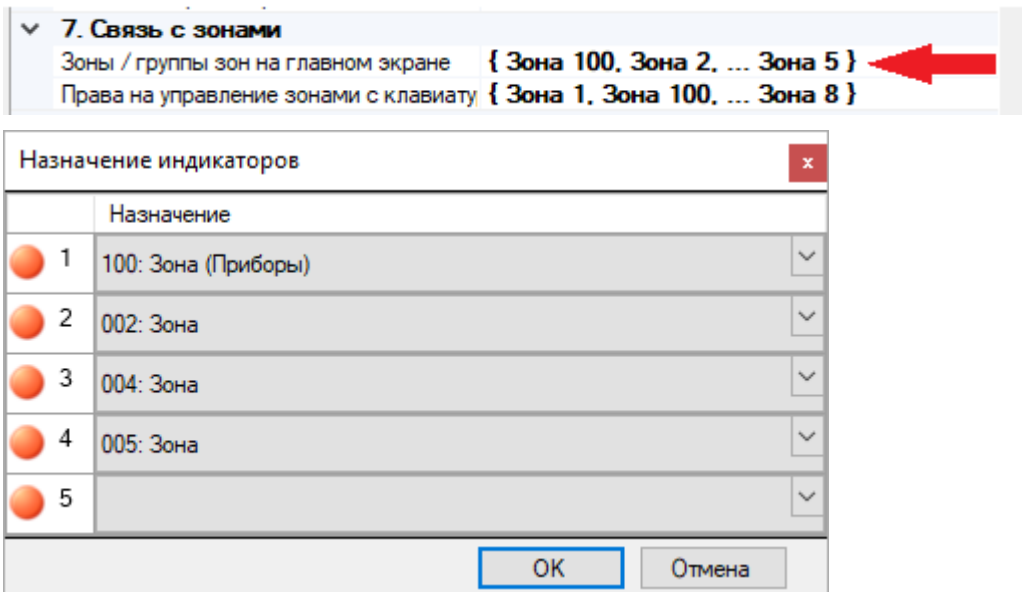 7. Связь с зонами
Зоны / группы зон на главном экране { Зона 100, Зона 2, ... Зона 5 }
Права на управление зонами с клавиату { Зона 1, Зона 100, ... Зона 8 }
Назначение индикаторов
Назначение
1 100: Зона (Приборы)
2 002: Зона
3 004: Зона
4 005: Зона
5
OK Отмена